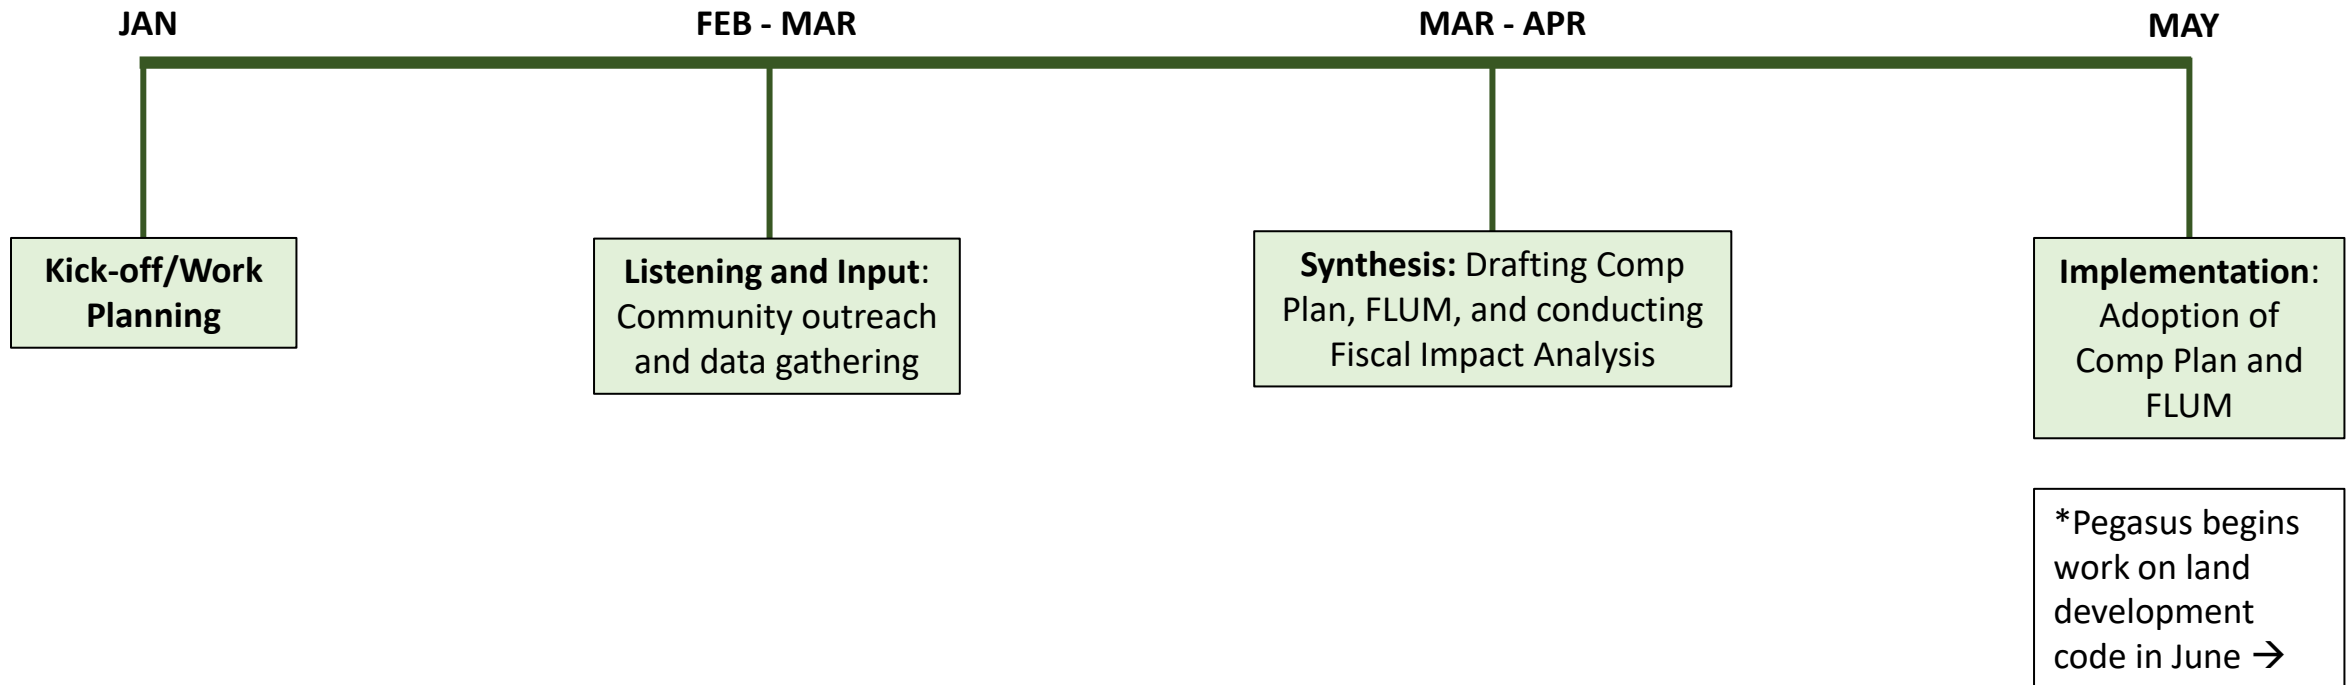 JAN
FEB - MAR
MAR - APR
MAY
Kick-off/Work
Planning
Listening and Input:
Community outreach
and data gathering
Synthesis: Drafting Comp
Plan, FLUM, and conducting
Fiscal Impact Analysis
Implementation:
Adoption of
Comp Plan and
FLUM
*Pegasus begins
work on land
development
code in June →